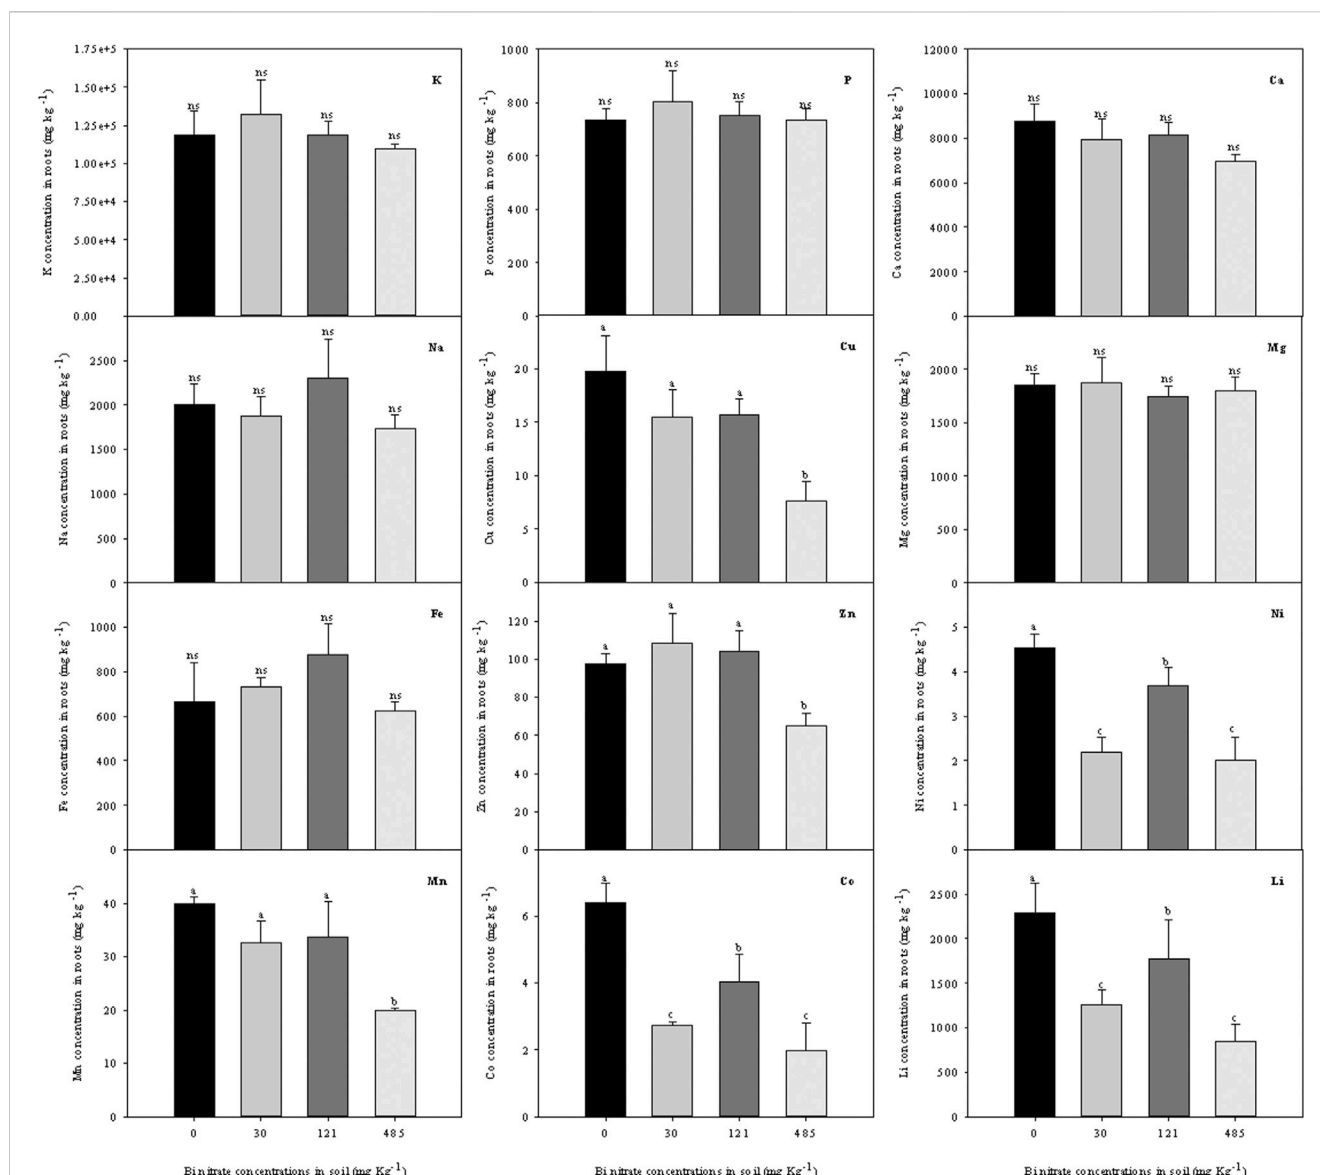 K concentration in roots (mg kg⁻¹)
1.75e+5
1.50e+5
1.25e+5
1.00e+5
7.50e+4
5.00e+4
2.50e+4
0.00
ns ns ns ns
K
P concentration in roots (mg kg⁻¹)
1000
800
600
400
200
0
ns ns ns ns
P
Ca concentration in roots (mg kg⁻¹)
12000
10000
8000
6000
4000
2000
0
ns ns ns ns
Ca
Na concentration in roots (mg kg⁻¹)
2500
2000
1500
1000
500
0
ns ns ns ns
Na
Cu concentration in roots (mg kg⁻¹)
20
15
10
5
0
a a a b
Cu
Mg concentration in roots (mg kg⁻¹)
2000
1500
1000
500
0
ns ns ns ns
Mg
Fe concentration in roots (mg kg⁻¹)
1000
800
600
400
200
0
ns ns ns ns
Fe
Zn concentration in roots (mg kg⁻¹)
120
100
80
60
40
20
0
a a a b
Zn
Ni concentration in roots (mg kg⁻¹)
5
4
3
2
1
0
a c b c
Ni
Mn concentration in roots (mg kg⁻¹)
40
30
20
10
0
a a a b
Mn
0 30 121 485
Bi nitrate concentrations in soil (mg Kg⁻¹)
Co concentration in roots (mg kg⁻¹)
6
4
2
0
a c b c
Co
0 30 121 485
Bi nitrate concentrations in soil (mg Kg⁻¹)
Li concentration in roots (mg kg⁻¹)
2500
2000
1500
1000
500
0
a c b c
Li
0 30 121 485
Bi nitrate concentrations in soil (mg Kg⁻¹)